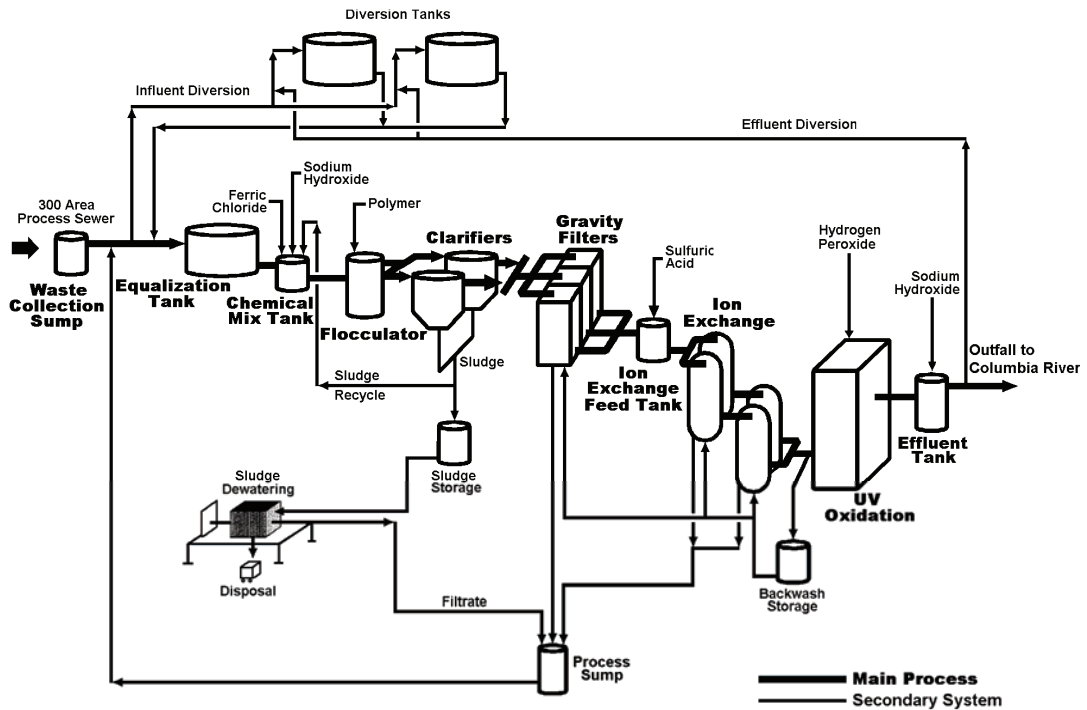 Diversion Tanks
Influent Diversion
Effluent Diversion
Sodium
Hydroxide
Ferric
Chloride
Polymer
300 Area
Process Sewer
Gravity
Filters
Clarifiers
Hydrogen
Peroxide
Sulfuric
Acid
Sodium
Hydroxide
Waste
Collection
Sump
Equalization
Tank
Chemical
Mix Tank
Flocculator
Ion
Exchange
Sludge
Outfall to
Columbia River
Sludge
Recycle
Ion
Exchange
Feed Tank
Effluent
Tank
Sludge
Storage
Sludge
Dewatering
UV
Oxidation
Disposal
Filtrate
Backwash
Storage
Process
Sump
Main Process
Secondary System